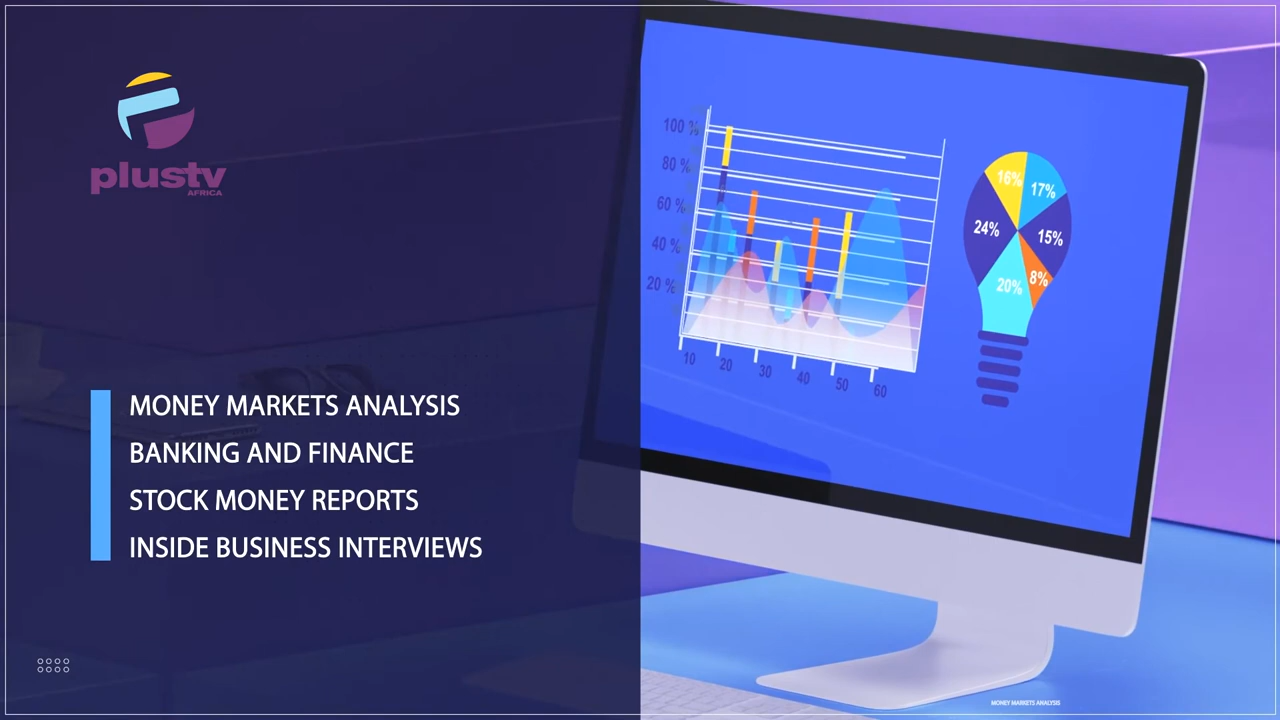 plustv
AFRICA
MONEY MARKETS ANALYSIS
BANKING AND FINANCE
STOCK MONEY REPORTS
INSIDE BUSINESS INTERVIEWS
100 %
80 %
60 %
40 %
20 %
10 20 30 40 50 60
16% 17%
24% 15%
20% 8%
MONEY MARKETS ANALYSIS